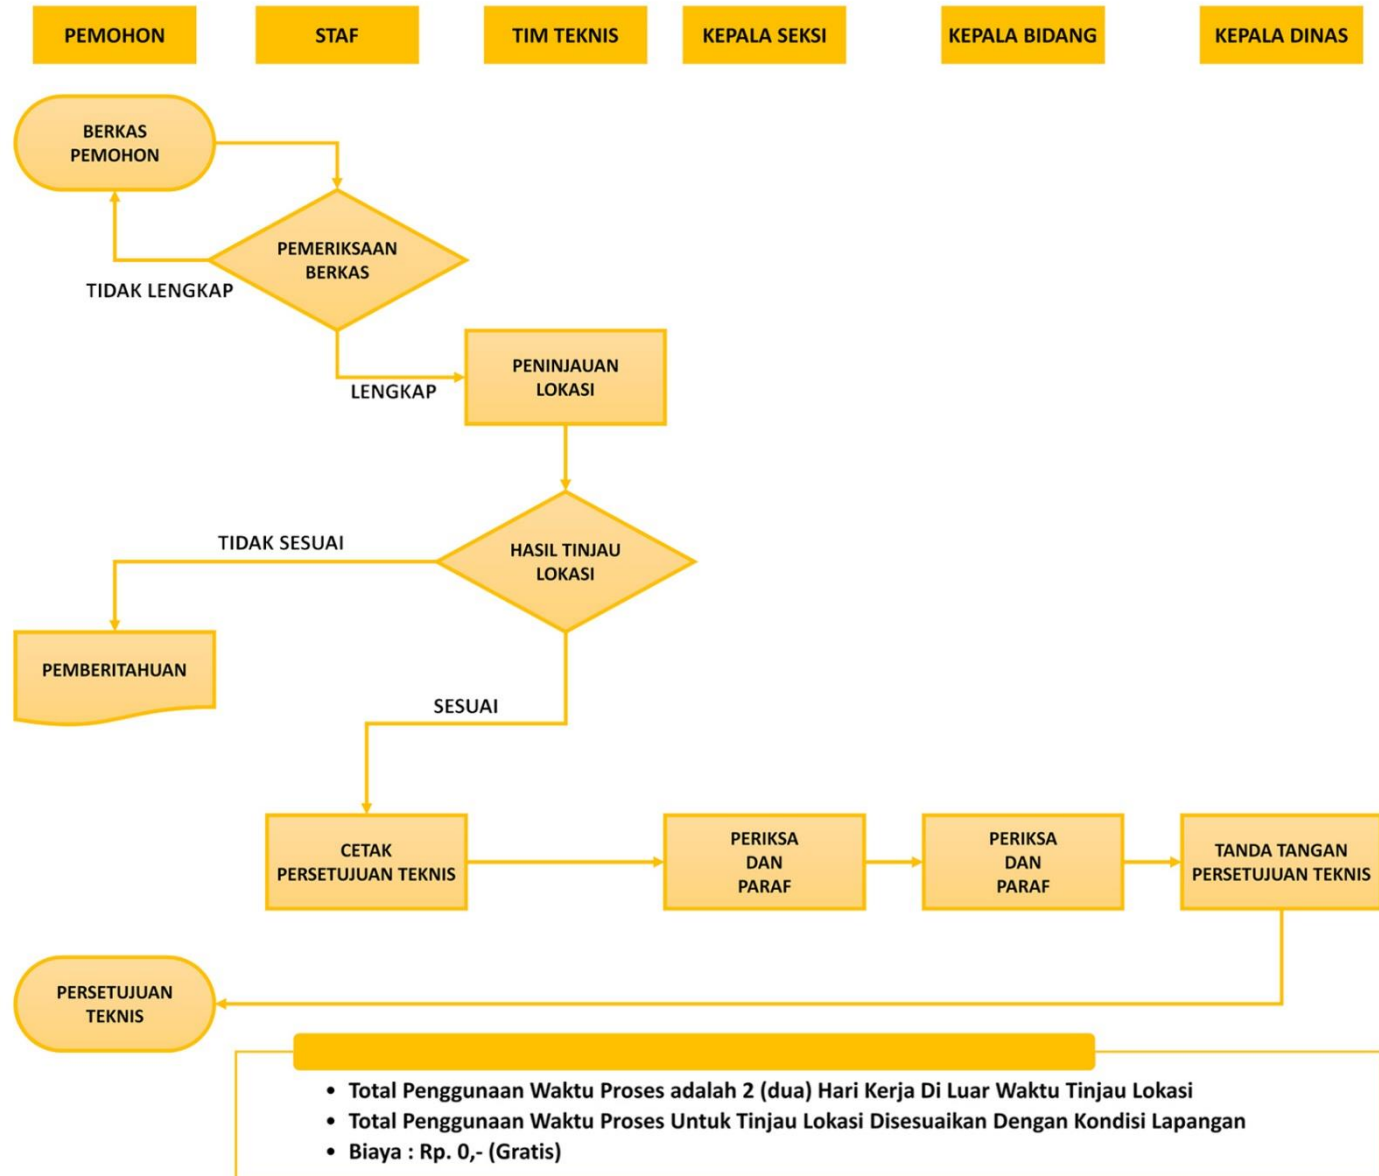 PEMOHON
STAF
TIM TEKNIS
KEPALA SEKSI
KEPALA BIDANG
KEPALA DINAS
BERKAS
PEMOHON
PEMERIKSAAN
BERKAS
TIDAK LENGKAP
LENGKAP
PENINJAUAN
LOKASI
TIDAK SESUAI
HASIL TINJAU
LOKASI
PEMBERITAHUAN
SESUAI
CETAK
PERSETUJUAN TEKNIS
PERIKSA
DAN
PARAF
PERIKSA
DAN
PARAF
TANDA TANGAN
PERSETUJUAN TEKNIS
PERSETUJUAN
TEKNIS
• Total Penggunaan Waktu Proses adalah 2 (dua) Hari Kerja Di Luar Waktu Tinjau Lokasi
• Total Penggunaan Waktu Proses Untuk Tinjau Lokasi Disesuaikan Dengan Kondisi Lapangan
• Biaya : Rp. 0,- (Gratis)